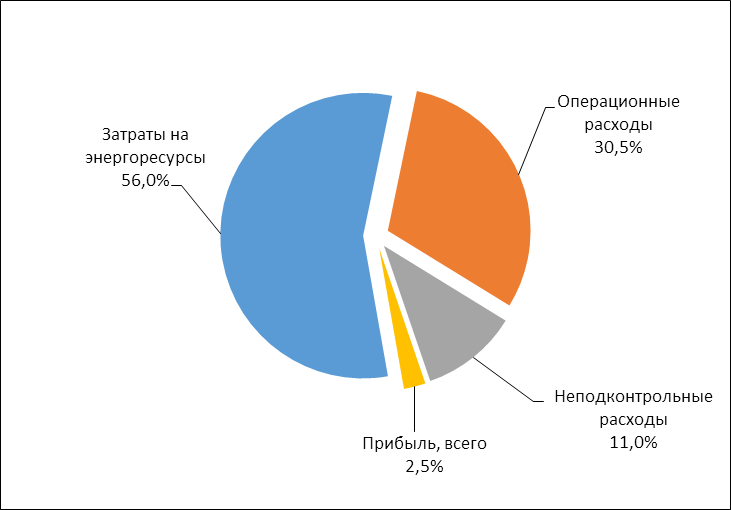 Операционные
расходы
30,5%
Затраты на
энергоресурсы
56,0%
Неподконтрольные
расходы
11,0%
Прибыль, всего
2,5%